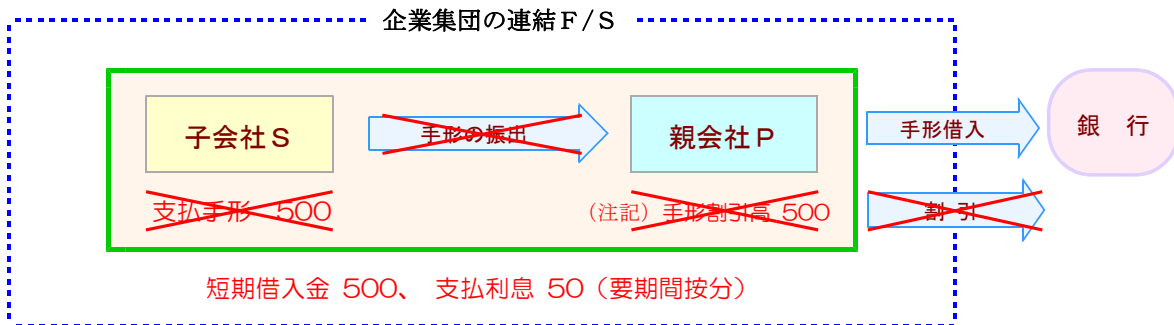 企業集団の連結Ｆ/Ｓ
子会社Ｓ
手形の振出
親会社Ｐ
手形借入
銀　行
支払手形　500
（注記）手形割引高 500
割 引
短期借入金 500、 支払利息 50（要期間按分）